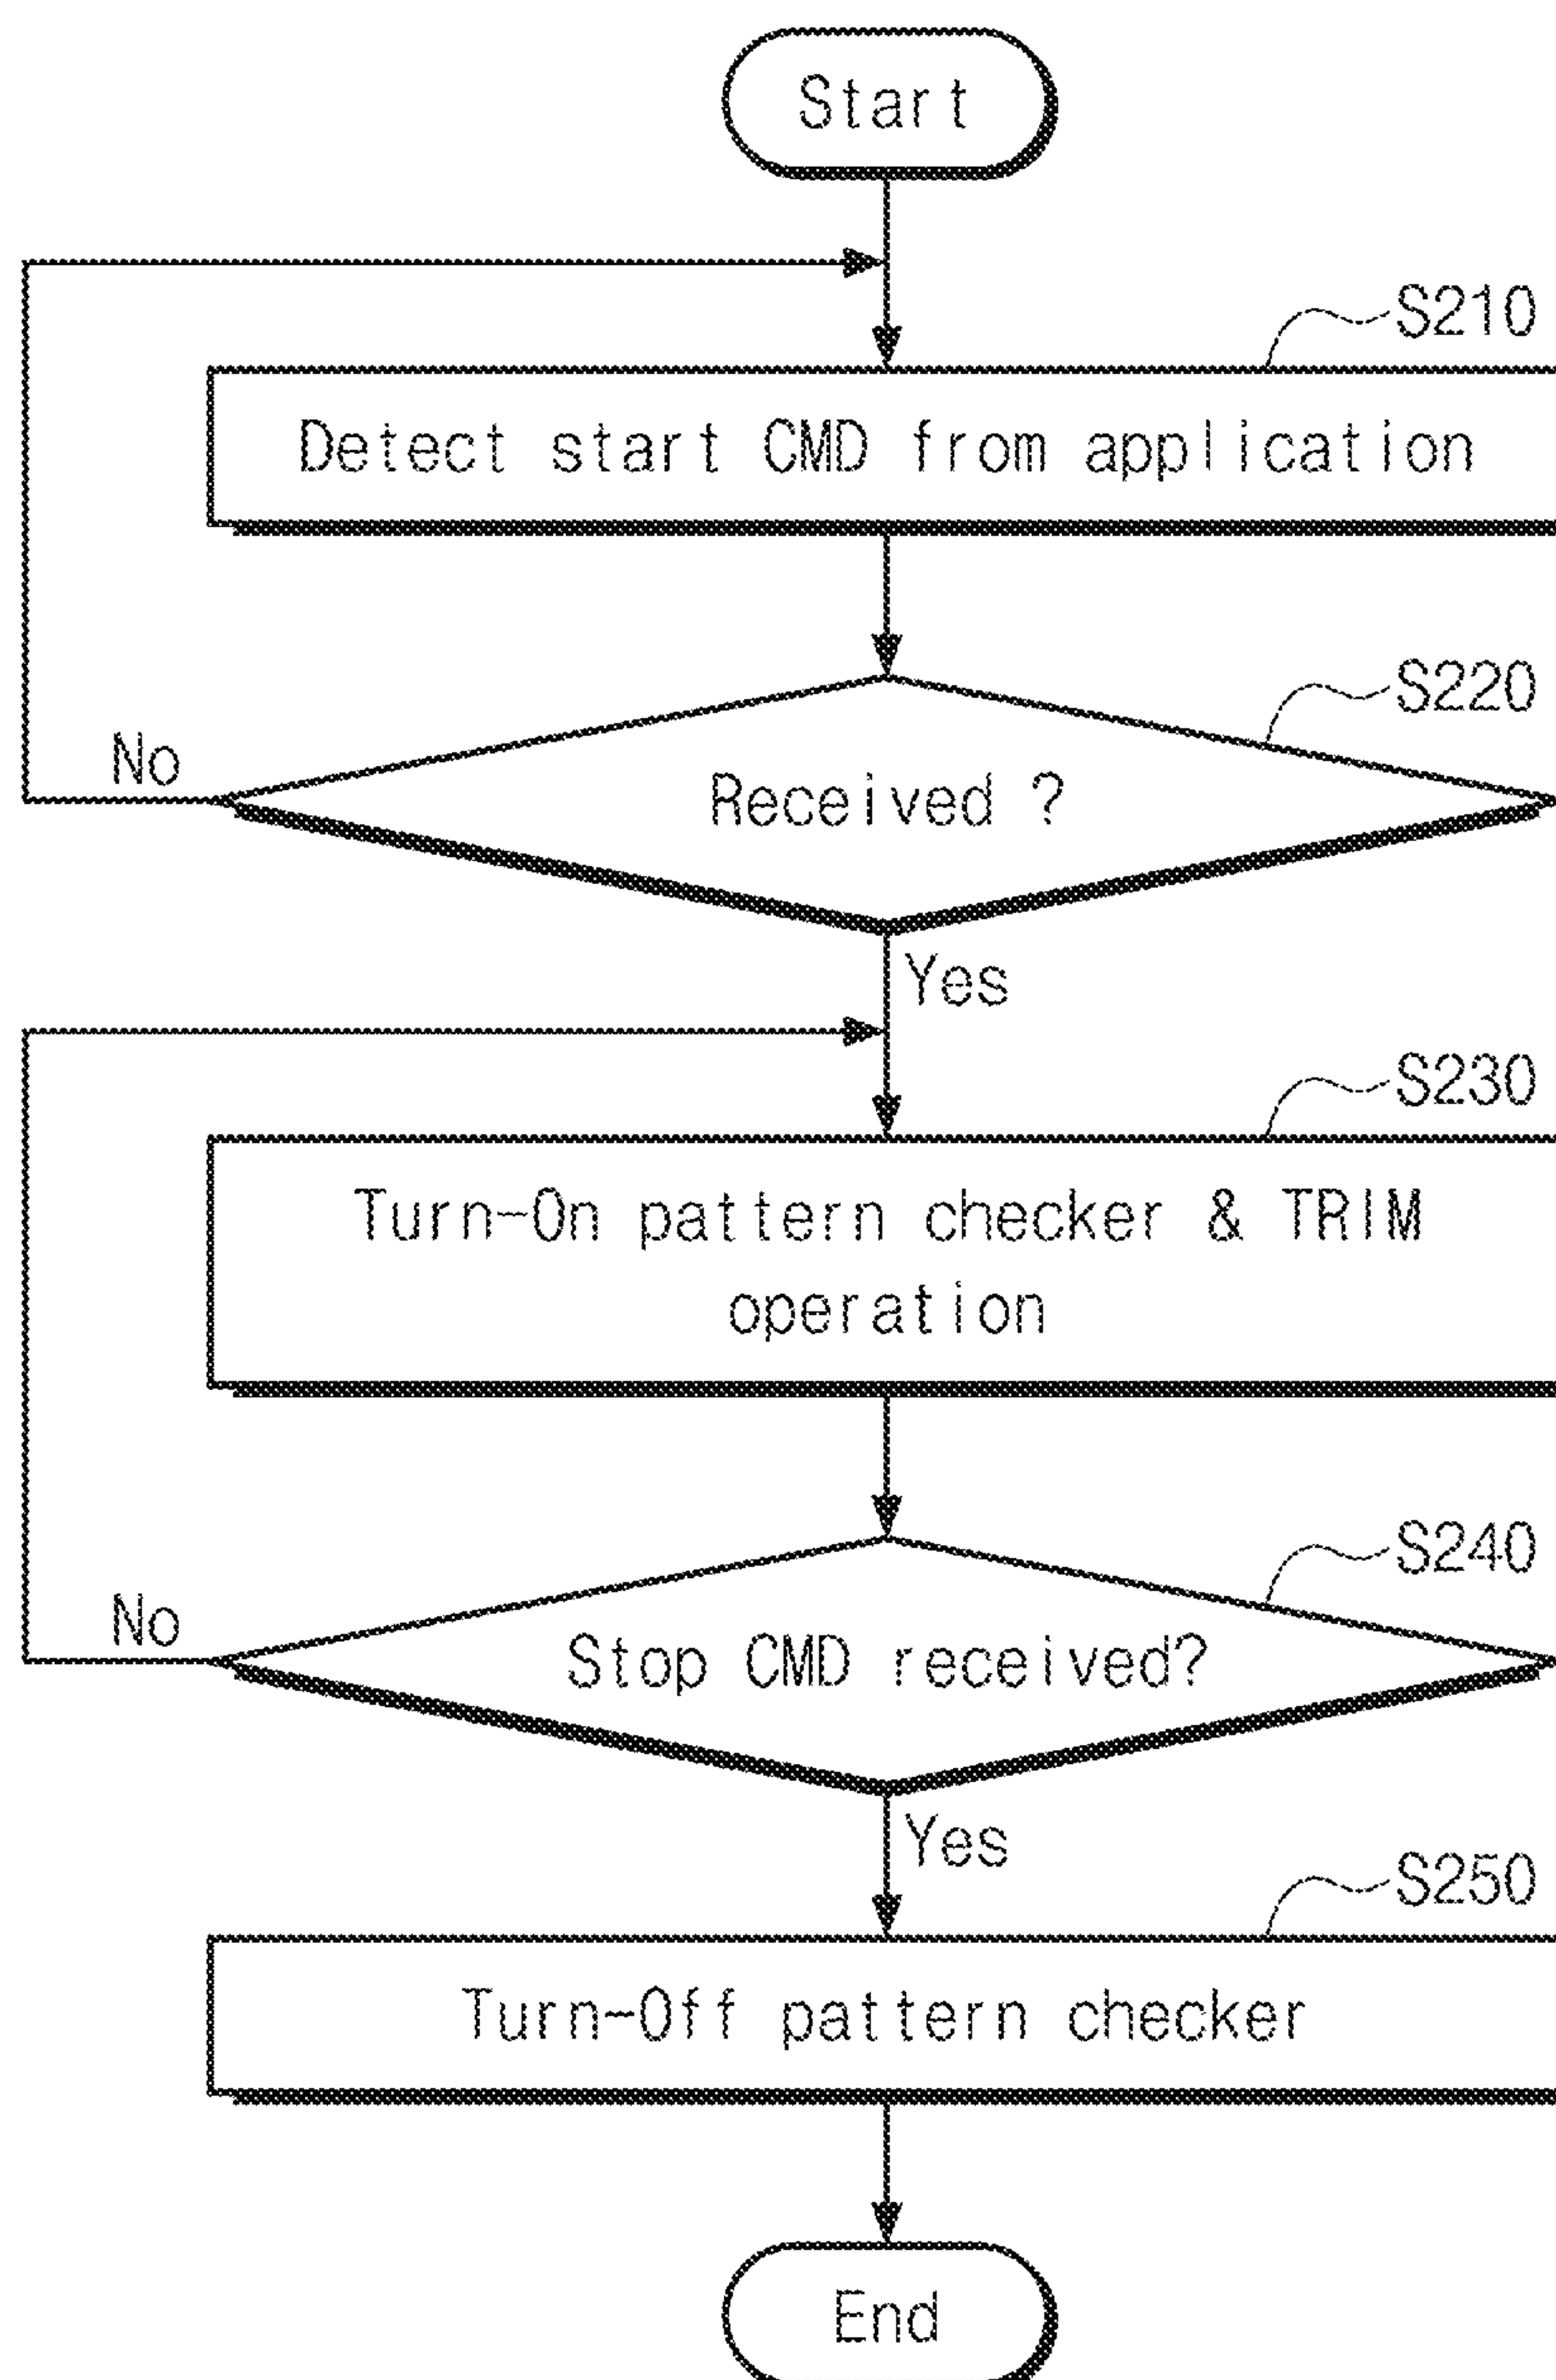 Start
S210
Detect start CMD from application
S220
No
Received ?
Yes
S230
Turn-On pattern checker & TRIM
operation
S240
No
Stop CMD received?
Yes
S250
Turn-Off pattern checker
End